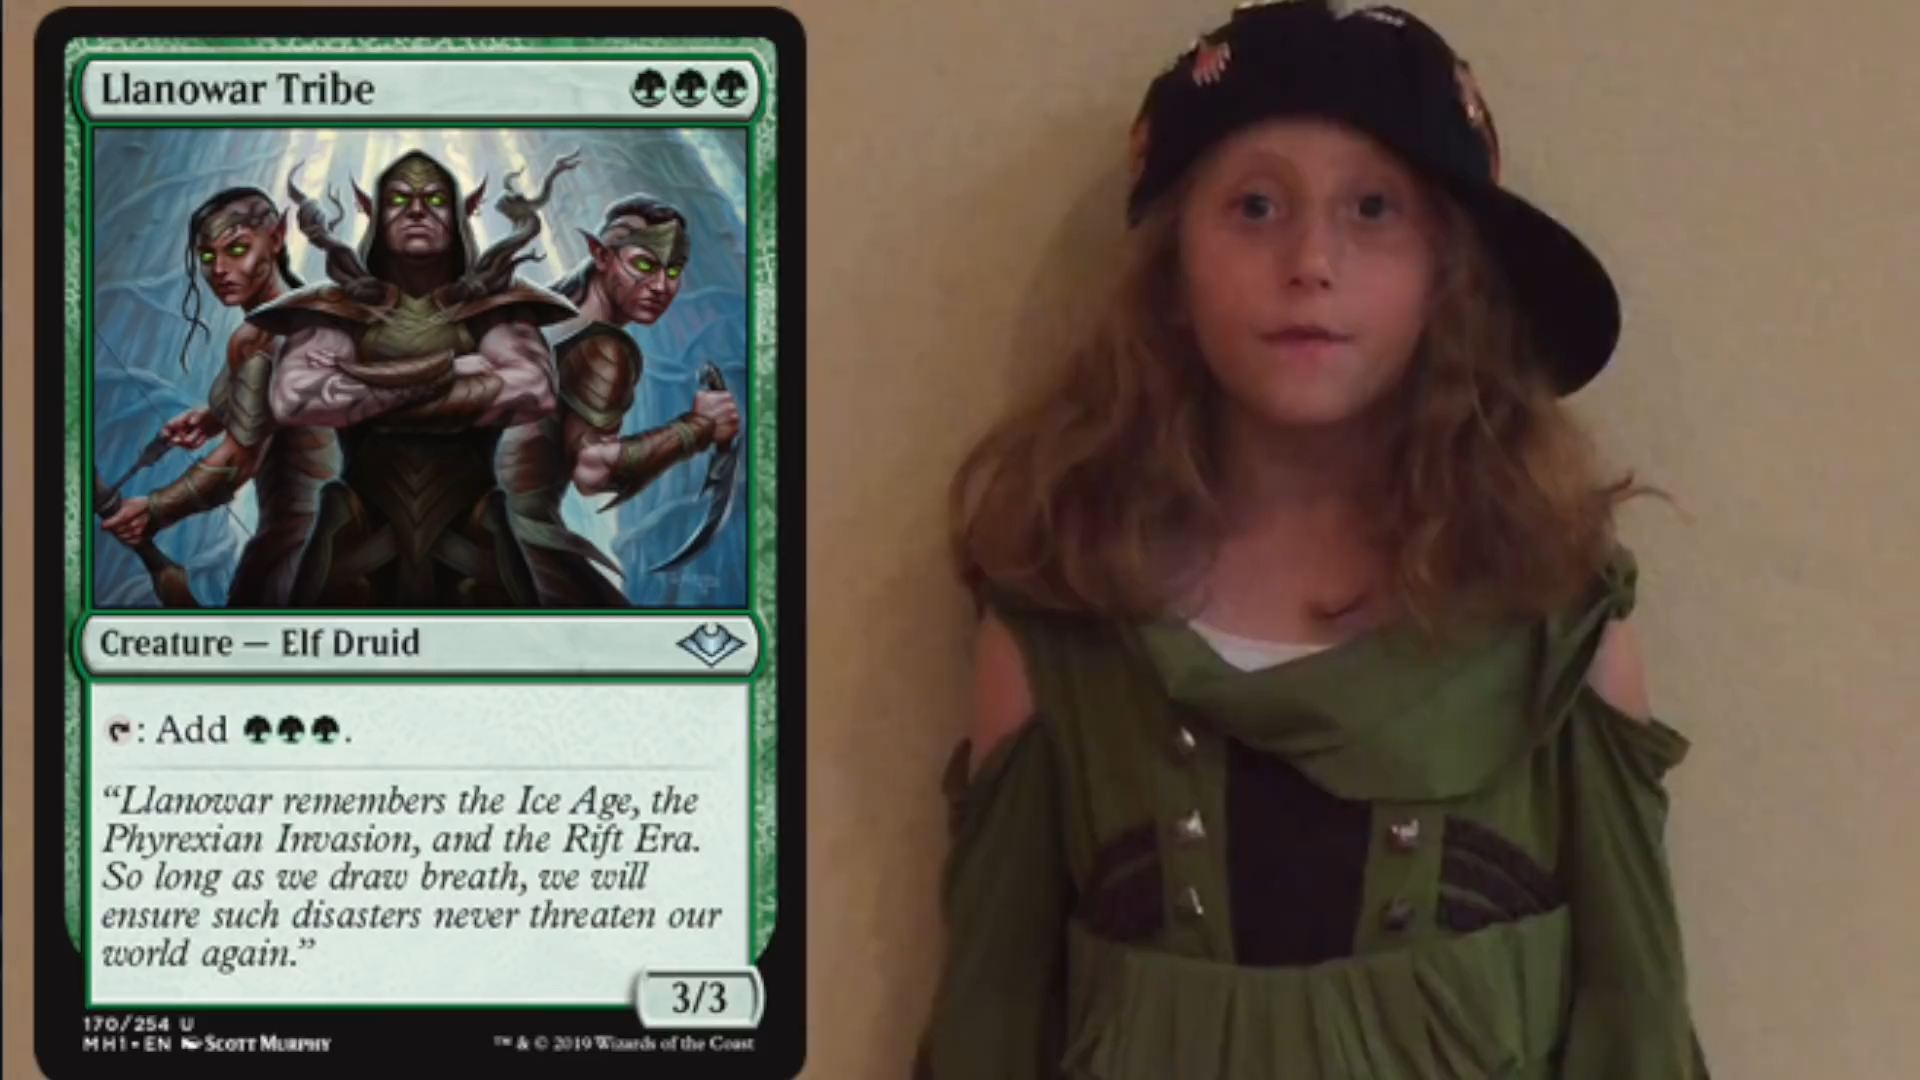 Llanowar Tribe
Creature — Elf Druid
: Add .
“Llanowar remembers the Ice Age, the
Phyrexian Invasion, and the Rift Era.
So long as we draw breath, we will
ensure such disasters never threaten our
world again.”
3/3
170/254 U
MH1 • EN Scott Murphy
™ & © 2019 Wizards of the Coast